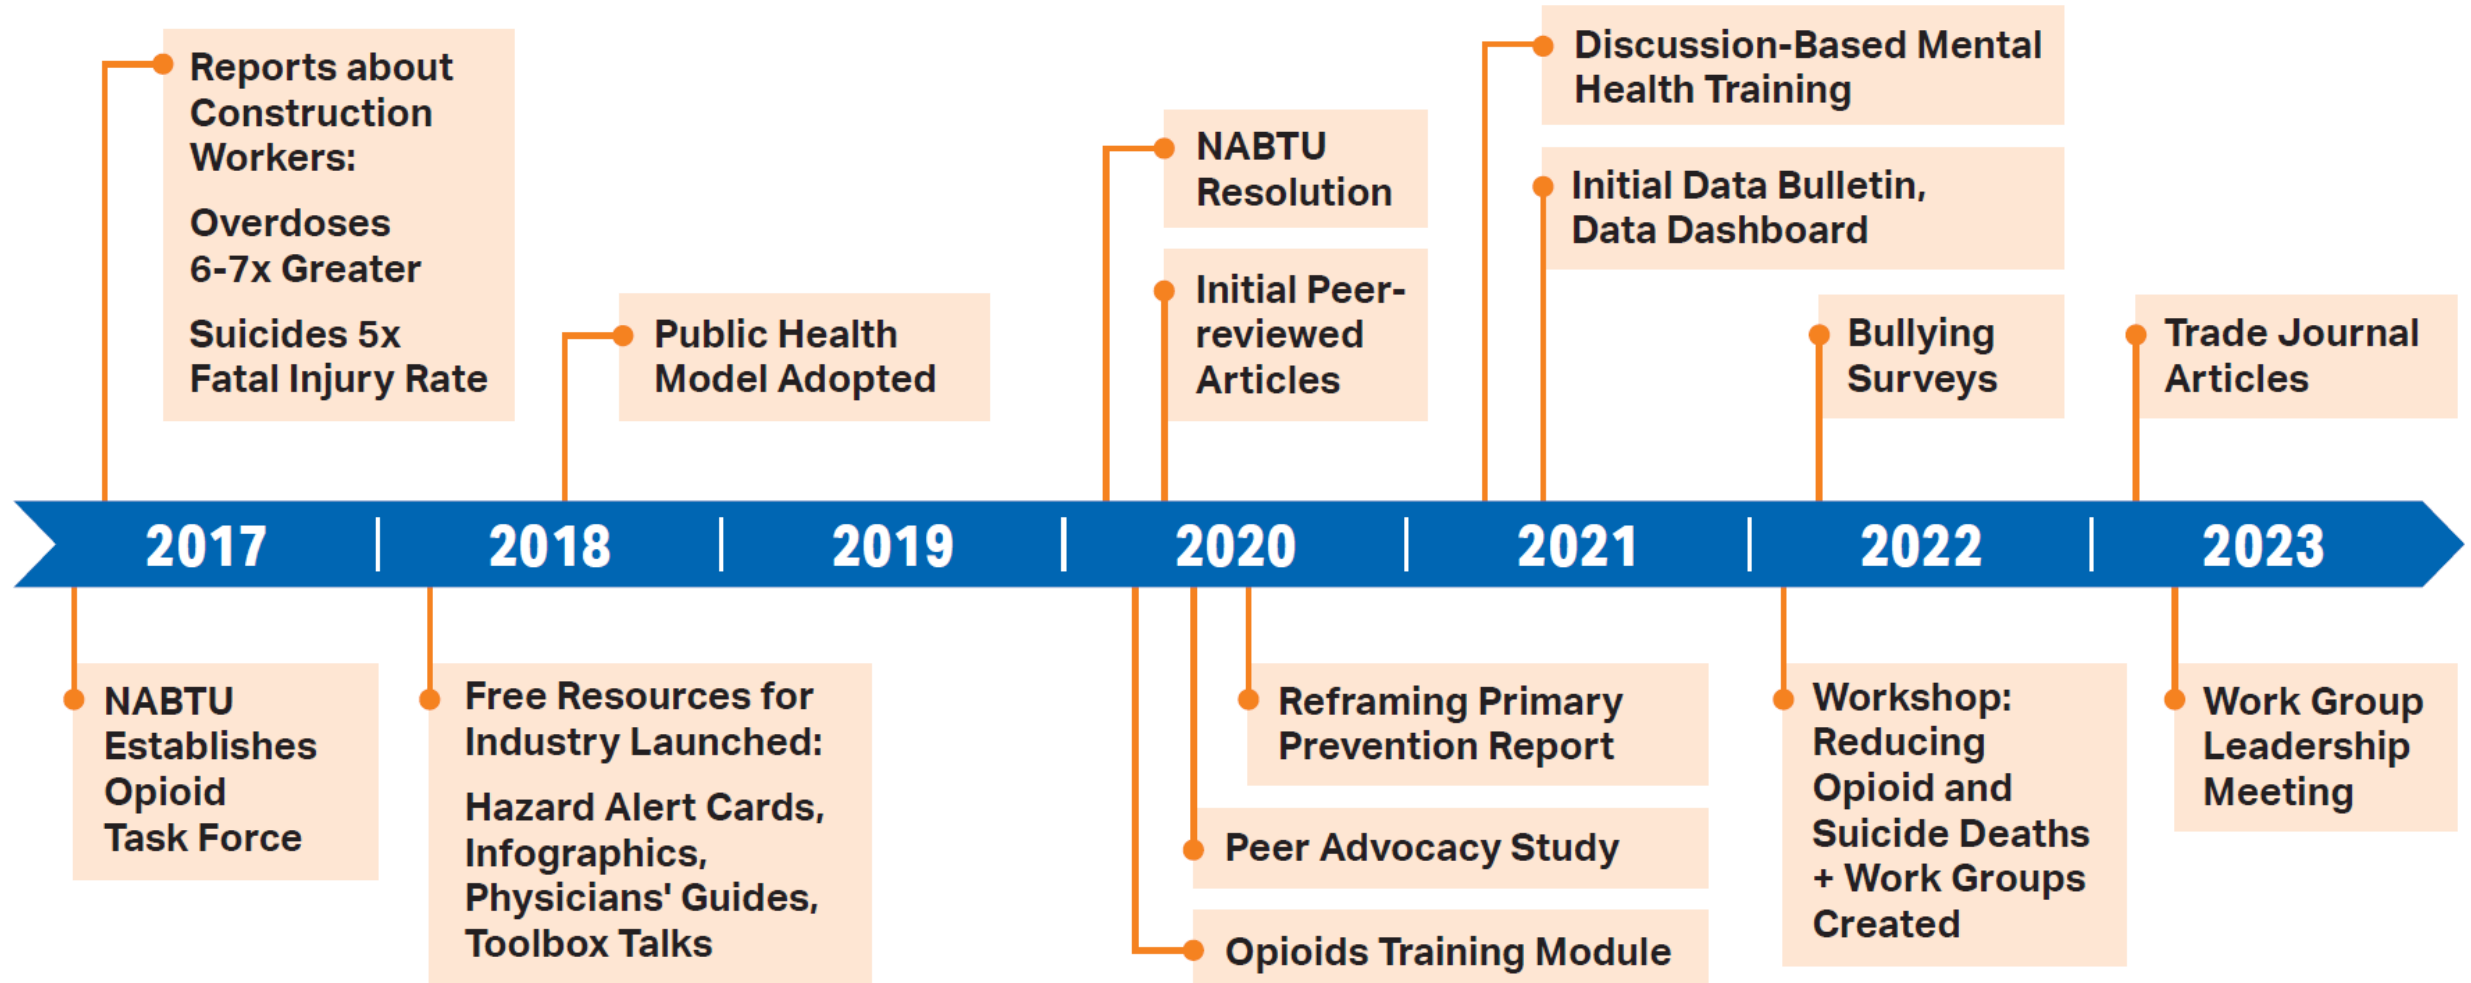 Reports about
Construction
Workers:
Overdoses
6-7x Greater
Suicides 5x
Fatal Injury Rate
Public Health
Model Adopted
NABTU
Resolution
Initial Peer-
reviewed
Articles
Discussion-Based Mental
Health Training
Initial Data Bulletin,
Data Dashboard
Bullying
Surveys
Trade Journal
Articles
2017
2018
2019
2020
2021
2022
2023
NABTU
Establishes
Opioid
Task Force
Free Resources for
Industry Launched:
Hazard Alert Cards,
Infographics,
Physicians' Guides,
Toolbox Talks
Reframing Primary
Prevention Report
Peer Advocacy Study
Opioids Training Module
Workshop:
Reducing
Opioid and
Suicide Deaths
+ Work Groups
Created
Work Group
Leadership
Meeting